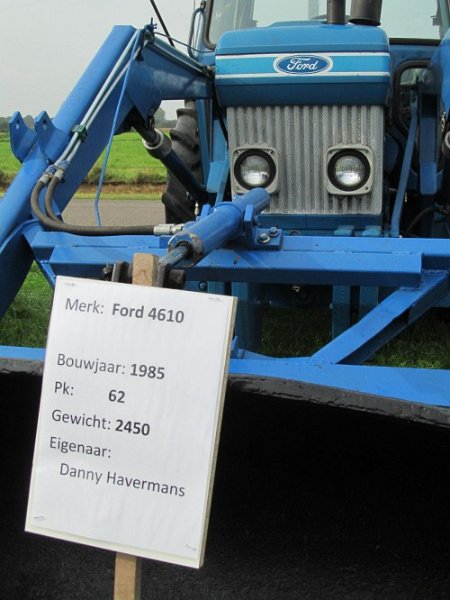 Ford
Merk: Ford 4610
Bouwjaar: 1985
Pk: 62
Gewicht: 2450
Eigenaar:
Danny Havermans